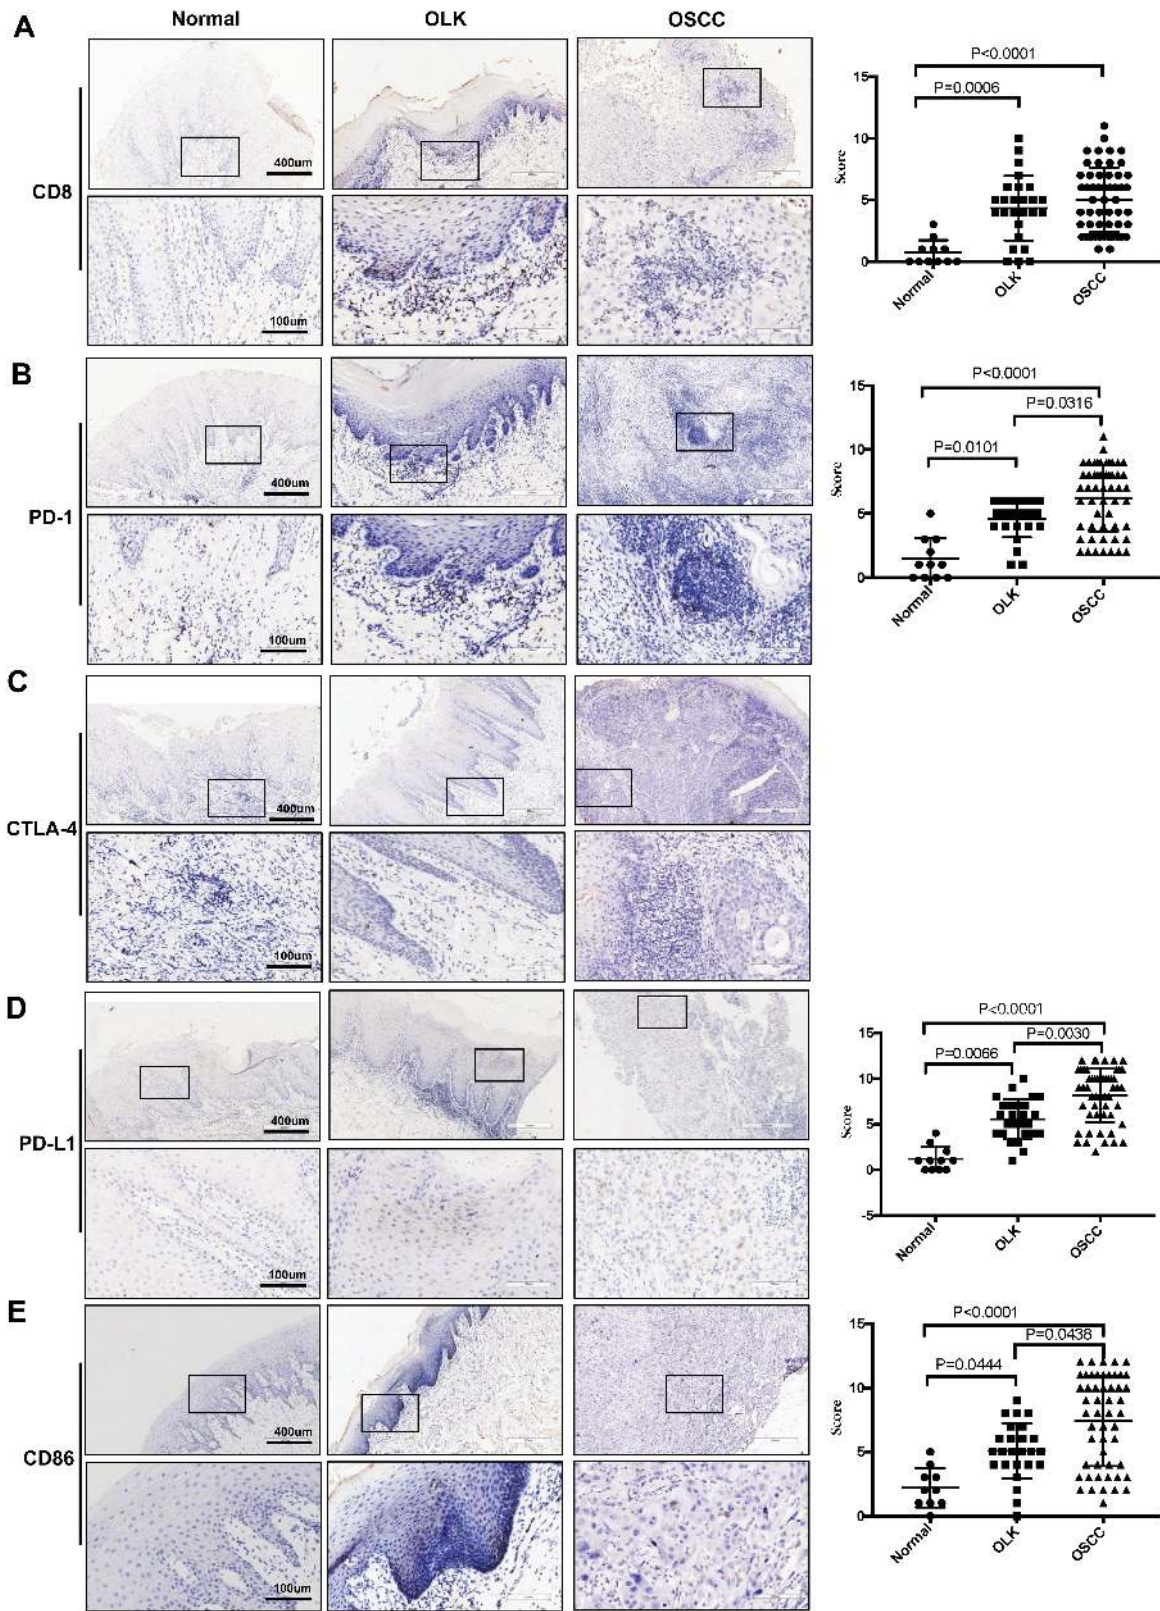 Normal OLK OSCC
A
CD8
400um
100um
P<0.0001
P=0.0006
Score
15
10
5
0
Normal OLK OSCC
B
PD-1
400um
100um
P<0.0001
P=0.0316
P=0.0101
Score
15
10
5
0
Normal OLK OSCC
C
CTLA-4
400um
100um
D
PD-L1
400um
100um
P<0.0001
P=0.0030
P=0.0066
Score
15
10
5
0
-5
Normal OLK OSCC
E
CD86
400um
100um
P<0.0001
P=0.0438
P=0.0444
Score
15
10
5
0
Normal OLK OSCC